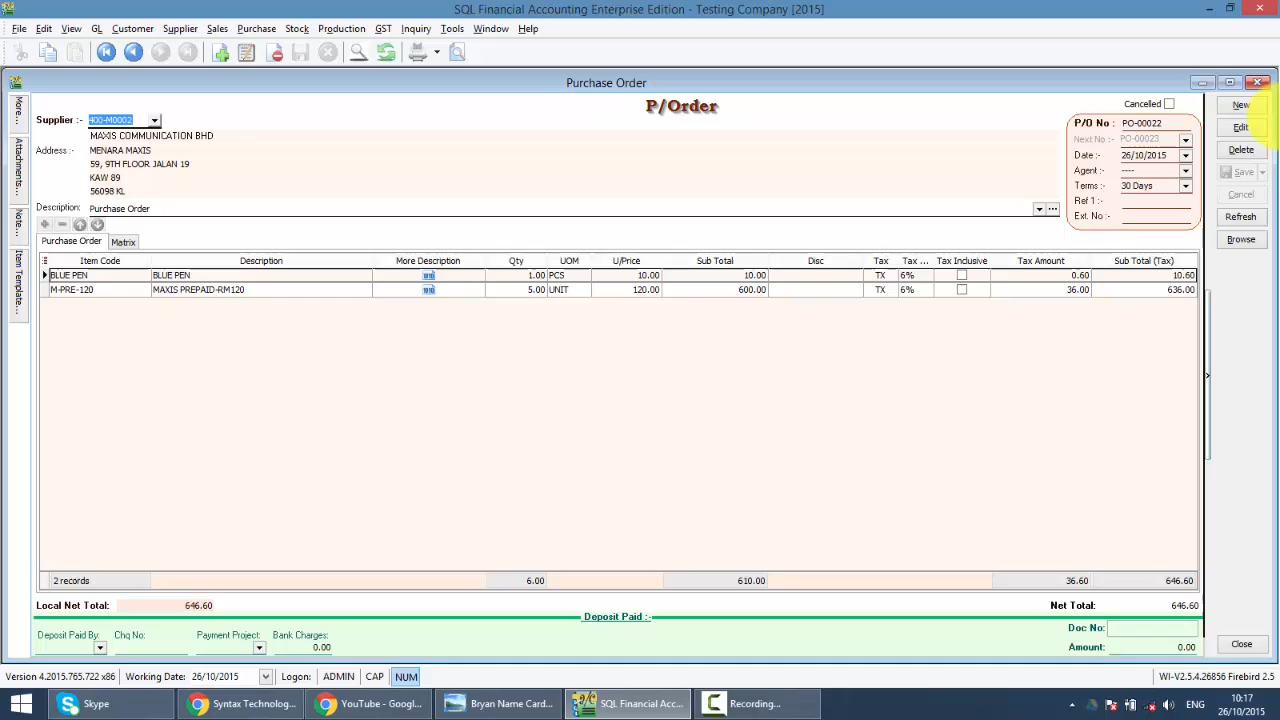 SQL Financial Accounting Enterprise Edition - Testing Company [2015]
File Edit View GL Customer Supplier Sales Purchase Stock Production GST Inquiry Tools Window Help
Purchase Order
P/Order
Cancelled
More...
Attachments...
Note...
Item Template...
Supplier :- 400-M0002
MAXIS COMMUNICATION BHD
Address :- MENARA MAXIS
59, 9TH FLOOR JALAN 19
KAW 89
56098 KL
Description: Purchase Order
P/O No : PO-00022
Next No :- PO-00023
Date :- 26/10/2015
Agent :- ----
Terms :- 30 Days
Ref 1 :-
Ext. No :-
New
Edit
Delete
Save
Cancel
Refresh
Browse
Purchase Order Matrix
Item Code Description More Description Qty UOM U/Price Sub Total Disc Tax Tax ... Tax Inclusive Tax Amount Sub Total (Tax)
BLUE PEN BLUE PEN 1.00 PCS 10.00 10.00 TX 6% 0.60 10.60
M-PRE-120 MAXIS PREPAID-RM120 5.00 UNIT 120.00 600.00 TX 6% 36.00 636.00
2 records 6.00 610.00 36.60 646.60
Local Net Total: 646.60 Net Total: 646.60
Deposit Paid :-
Doc No:
Deposit Paid By: Chq No: Payment Project: Bank Charges:
0.00 Amount: 0.00
Close
Version 4.2015.765.722 x86 Working Date: 26/10/2015 Logon: ADMIN CAP NUM WI-V2.5.4.26856 Firebird 2.5
Skype Syntax Technolog... YouTube - Googl... Bryan Name Card... SQL Financial Acc... Recording... ENG 10:17
26/10/2015